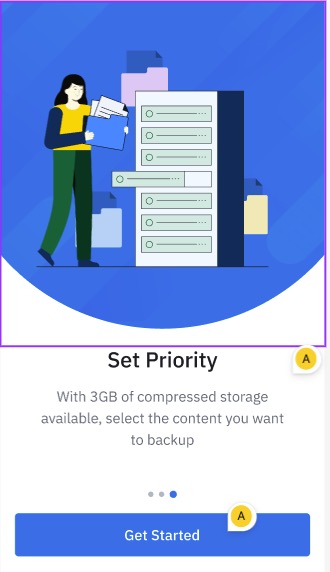 Set Priority
A
With 3GB of compressed storage
available, select the content you want
to backup
A
Get Started